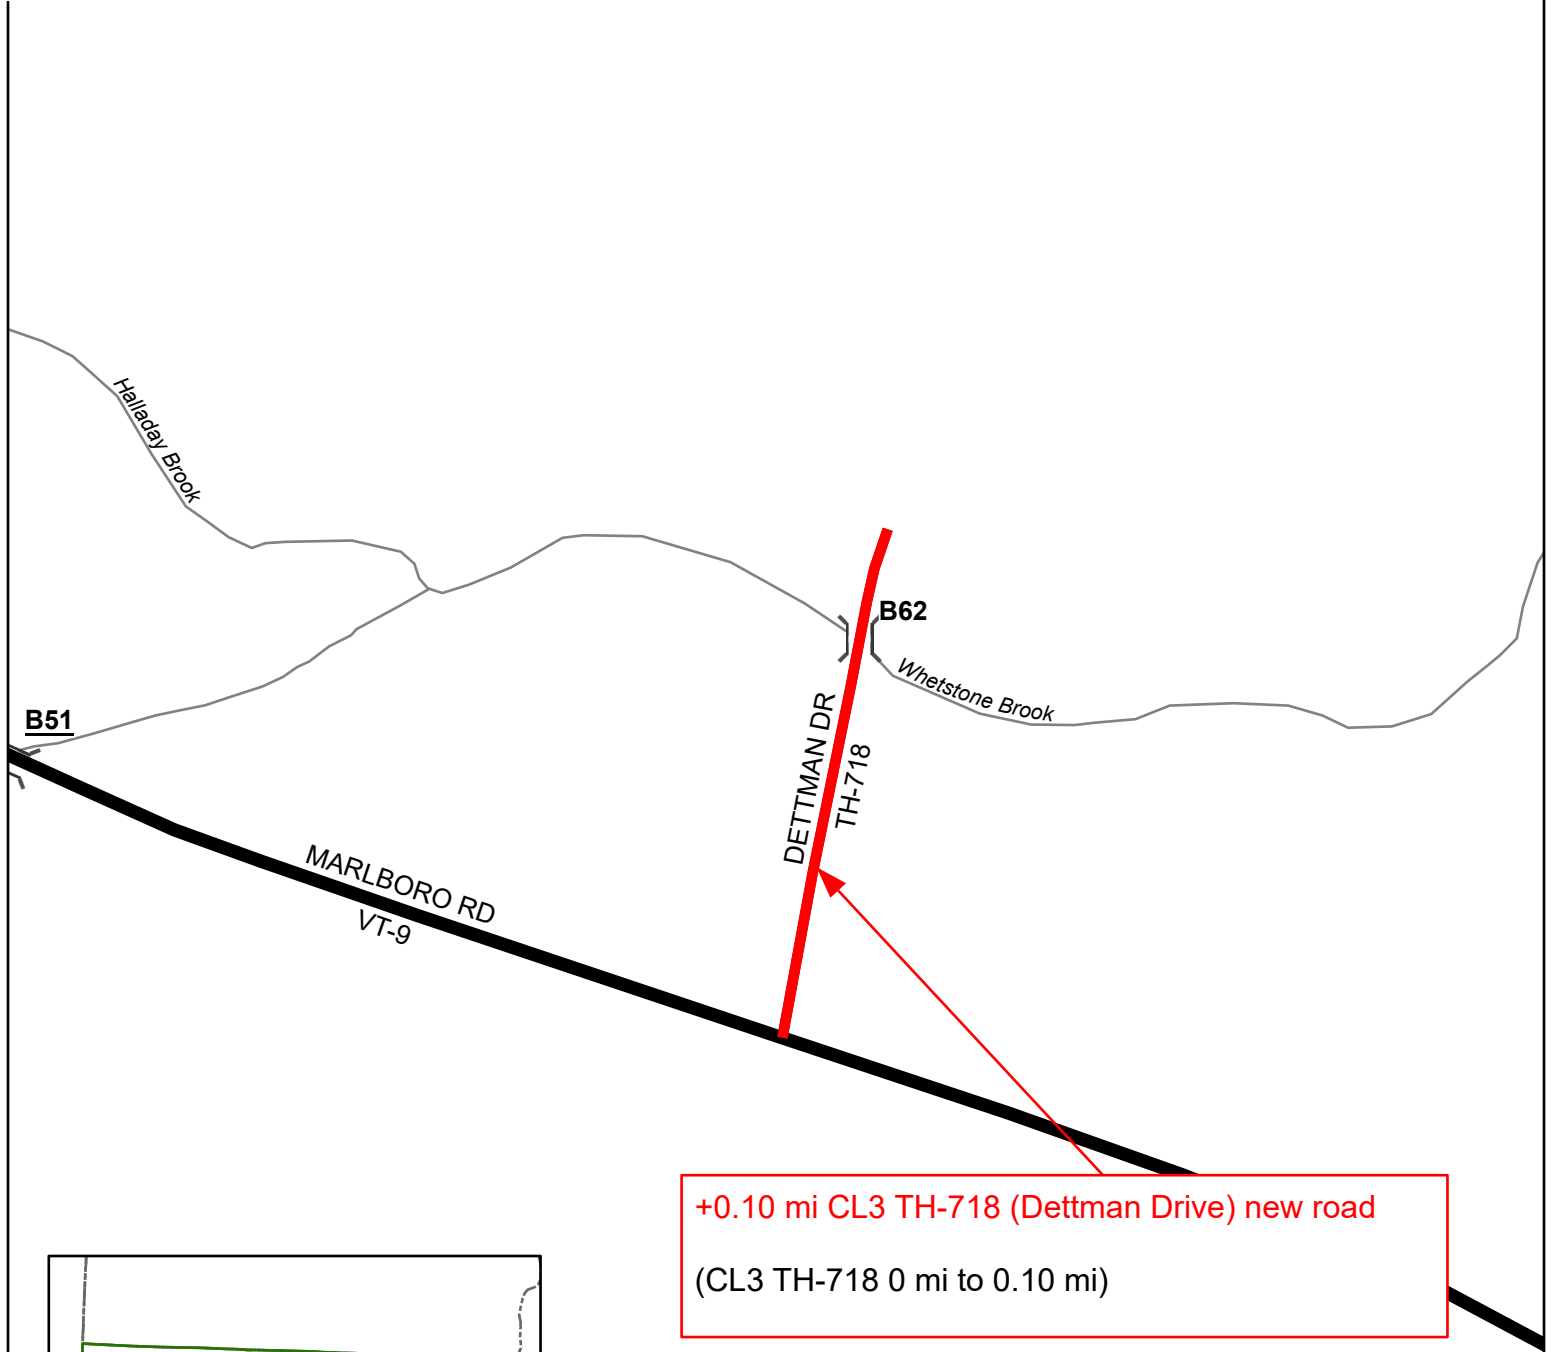 Halladay Brook
B62
Whetstone Brook
B51
DETTMAN DR
TH-718
MARLBORO RD
VT-9
+0.10 mi CL3 TH-718 (Dettman Drive) new road
(CL3 TH-718 0 mi to 0.10 mi)